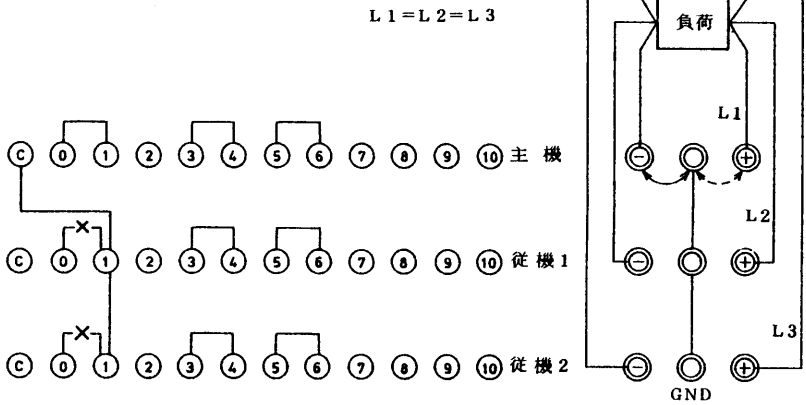 L1=L2=L3
負荷
L1
C 0 1 2 3 4 5 6 7 8 9 10 主機 - +
L2
C 0 1 2 3 4 5 6 7 8 9 10 従機1 - +
L3
C 0 1 2 3 4 5 6 7 8 9 10 従機2 - +
GND